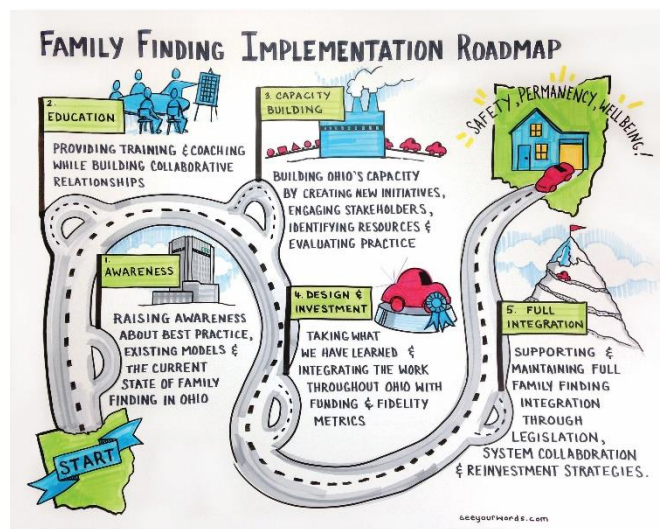 FAMILY FINDING IMPLEMENTATION ROADMAP
2.
EDUCATION
PROVIDING TRAINING & COACHING
WHILE BUILDING COLLABORATIVE
RELATIONSHIPS
3. CAPACITY
BUILDING
BUILDING OHIO'S CAPACITY
BY CREATING NEW INITIATIVES,
ENGAGING STAKEHOLDERS,
IDENTIFYING RESOURCES &
EVALUATING PRACTICE
SAFETY, PERMANENCY, WELLBEING!
1.
AWARENESS
RAISING AWARENESS
ABOUT BEST PRACTICE,
EXISTING MODELS &
THE CURRENT
STATE OF FAMILY
FINDING IN OHIO
4. DESIGN &
INVESTMENT
TAKING WHAT
WE HAVE LEARNED &
INTEGRATING THE WORK
THROUGHOUT OHIO WITH
FUNDING & FIDELITY
METRICS
5. FULL
INTEGRATION
SUPPORTING &
MAINTAINING FULL
FAMILY FINDING
INTEGRATION
THROUGH
LEGISLATION,
SYSTEM COLLABORATION
& REINVESTMENT STRATEGIES.
START
seeyourwords.com